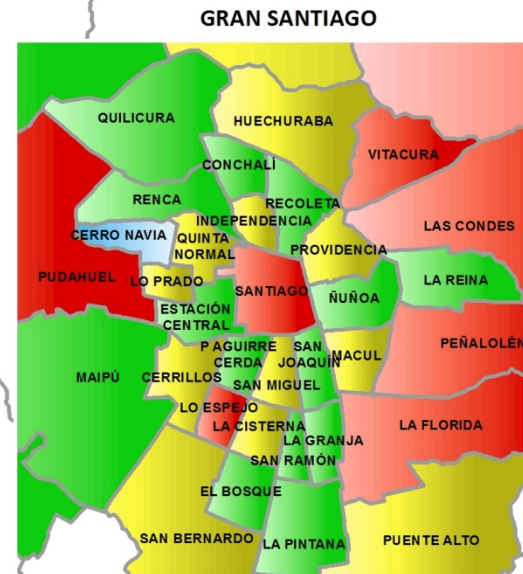 GRAN SANTIAGO
QUILICURA
HUECHURABA
VITACURA
CONCHALÍ
RENCA
RECOLETA
INDEPENDENCIA
LAS CONDES
CERRO NAVIA
QUINTA
NORMAL
PROVIDENCIA
PUDAHUEL
LO PRADO
SANTIAGO
LA REINA
ÑUÑOA
ESTACIÓN
CENTRAL
P AGUIRRE
CERDA
SAN
JOAQUÍN
MACUL
PEÑALOLÉN
MAIPÚ
CERRILLOS
SAN MIGUEL
LO ESPEJO
LA CISTERNA
LA FLORIDA
LA GRANJA
SAN RAMÓN
EL BOSQUE
SAN BERNARDO
LA PINTANA
PUENTE ALTO